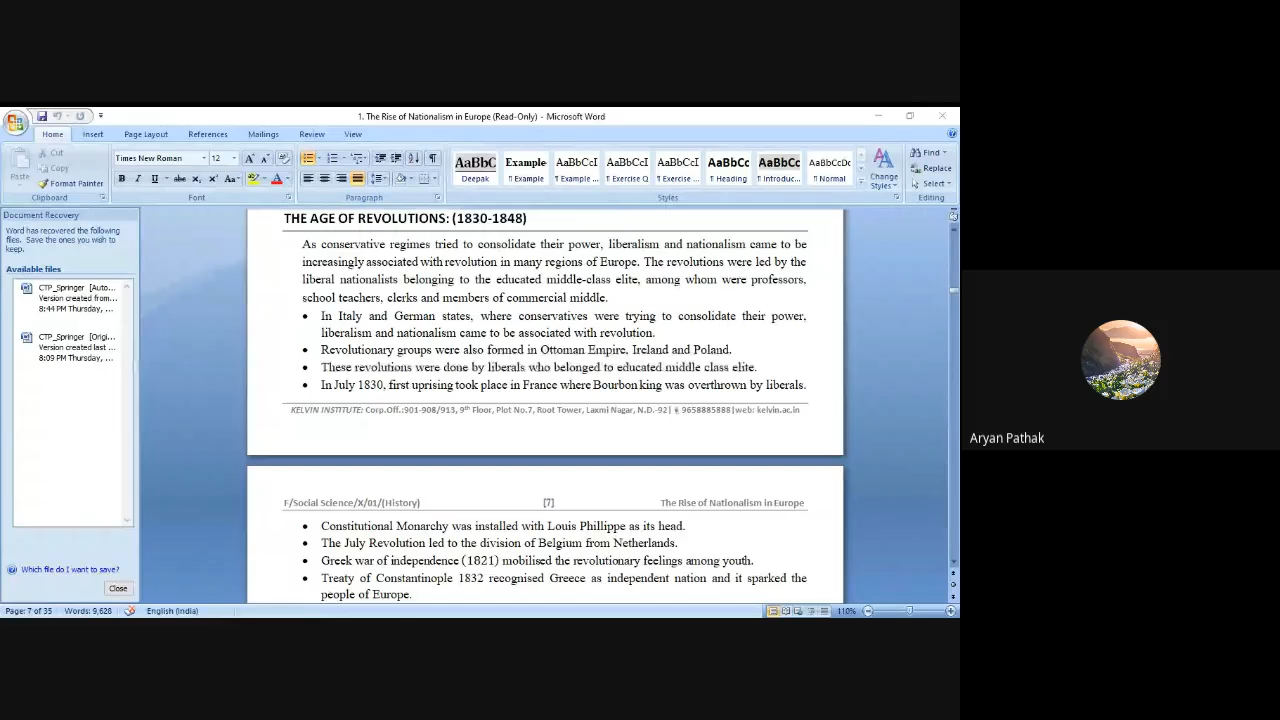 1. The Rise of Nationalism in Europe (Read-Only) - Microsoft Word
Home Insert Page Layout References Mailings Review View
Paste
Cut
Copy
Format Painter
Clipboard
Times New Roman 12
Font
Paragraph
AaBbC Example AaBbCcI AaBbCcI AaBbCcI AaBbCc AaBbCc AaBbCcDc
Deepak ¶ Example ¶ Example ... ¶ Exercise Q ¶ Exercise ... ¶ Heading ¶ Introduc... ¶ Normal
Change Styles
Styles
Find
Replace
Select
Editing
Document Recovery
Word has recovered the following
files. Save the ones you wish to
keep.
Available files
CTP_Springer [Auto...
Version created from...
8:44 PM Thursday, ...
CTP_Springer [Origi...
Version created last ...
8:09 PM Thursday, ...
Which file do I want to save?
Close
THE AGE OF REVOLUTIONS: (1830-1848)
As conservative regimes tried to consolidate their power, liberalism and nationalism came to be
increasingly associated with revolution in many regions of Europe. The revolutions were led by the
liberal nationalists belonging to the educated middle-class elite, among whom were professors,
school teachers, clerks and members of commercial middle.
• In Italy and German states, where conservatives were trying to consolidate their power,
liberalism and nationalism came to be associated with revolution.
• Revolutionary groups were also formed in Ottoman Empire, Ireland and Poland.
• These revolutions were done by liberals who belonged to educated middle class elite.
• In July 1830, first uprising took place in France where Bourbon king was overthrown by liberals.
KELVIN INSTITUTE: Corp.Off.:901-908/913, 9th Floor, Plot No.7, Root Tower, Laxmi Nagar, N.D.-92| 9658885888|web: kelvin.ac.in
F/Social Science/X/01/(History) [7] The Rise of Nationalism in Europe
• Constitutional Monarchy was installed with Louis Phillippe as its head.
• The July Revolution led to the division of Belgium from Netherlands.
• Greek war of independence (1821) mobilised the revolutionary feelings among youth.
• Treaty of Constantinople 1832 recognised Greece as independent nation and it sparked the
people of Europe.
Page: 7 of 35 Words: 9,628 English (India) 110%
Aryan Pathak